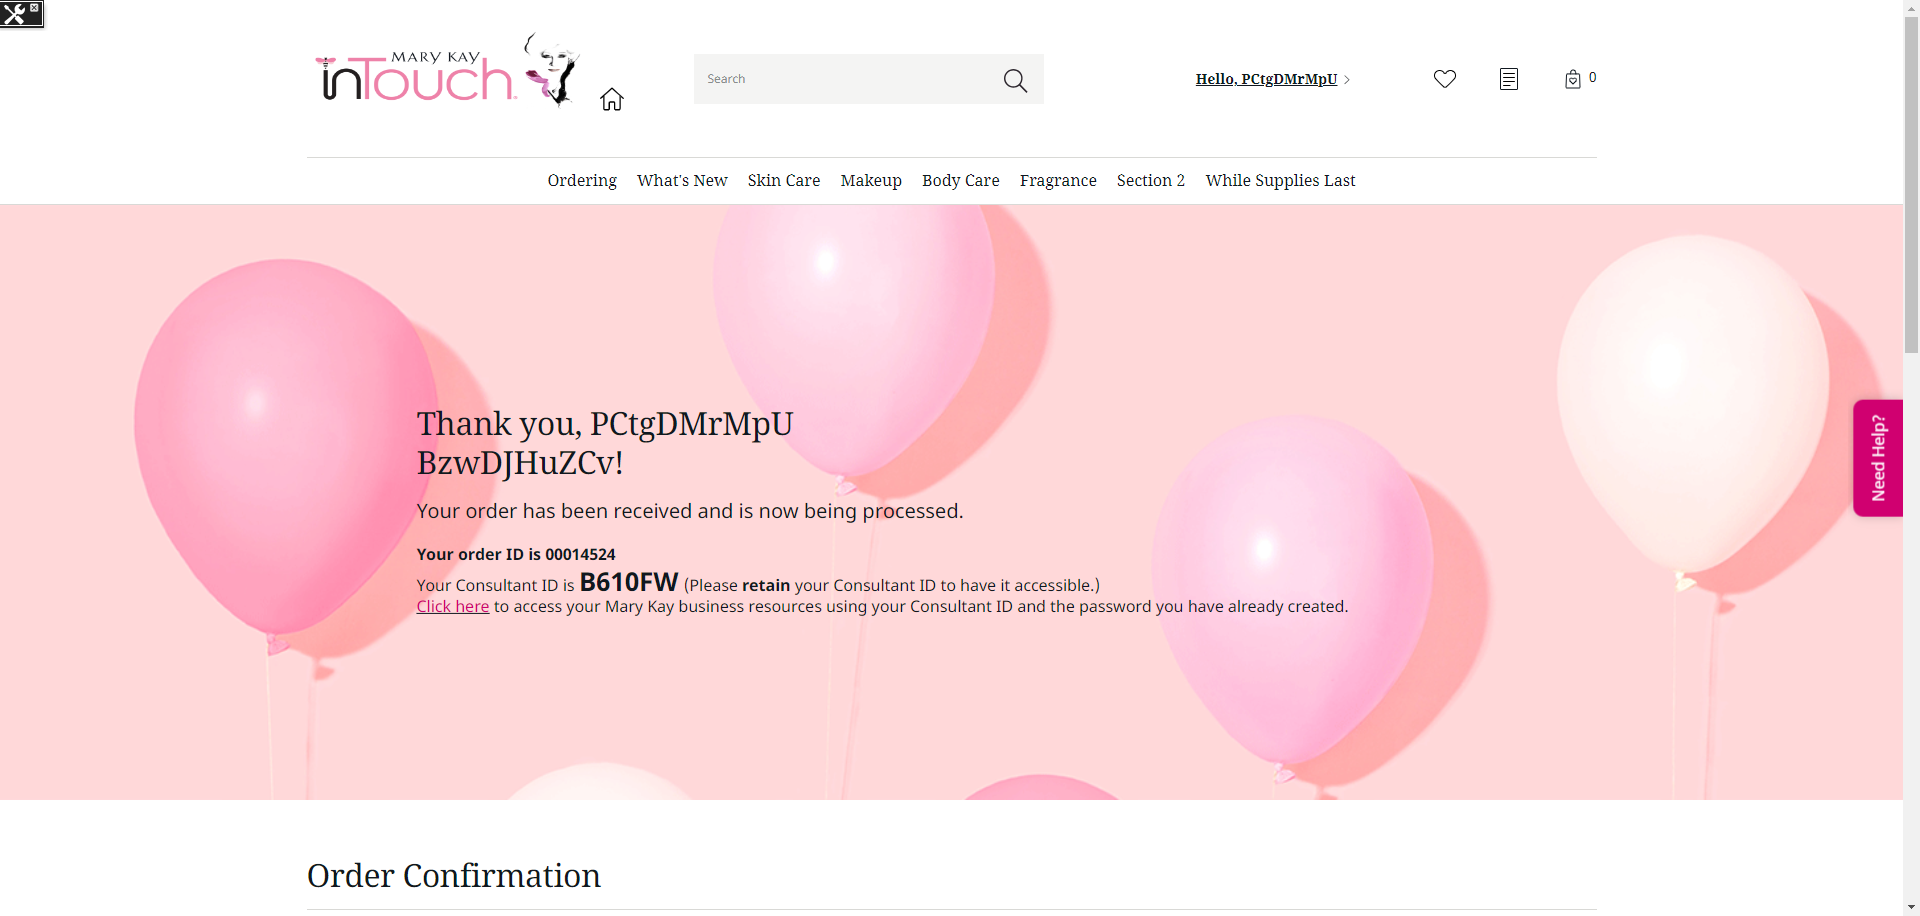 MARY KAY
inTouch.
Search
Hello, PCtgDMrMpU
0
Ordering What's New Skin Care Makeup Body Care Fragrance Section 2 While Supplies Last
Thank you, PCtgDMrMpU
BzwDJHuZCv!
Your order has been received and is now being processed.
Your order ID is 00014524
Your Consultant ID is B610FW (Please retain your Consultant ID to have it accessible.)
Click here to access your Mary Kay business resources using your Consultant ID and the password you have already created.
Need Help?
Order Confirmation